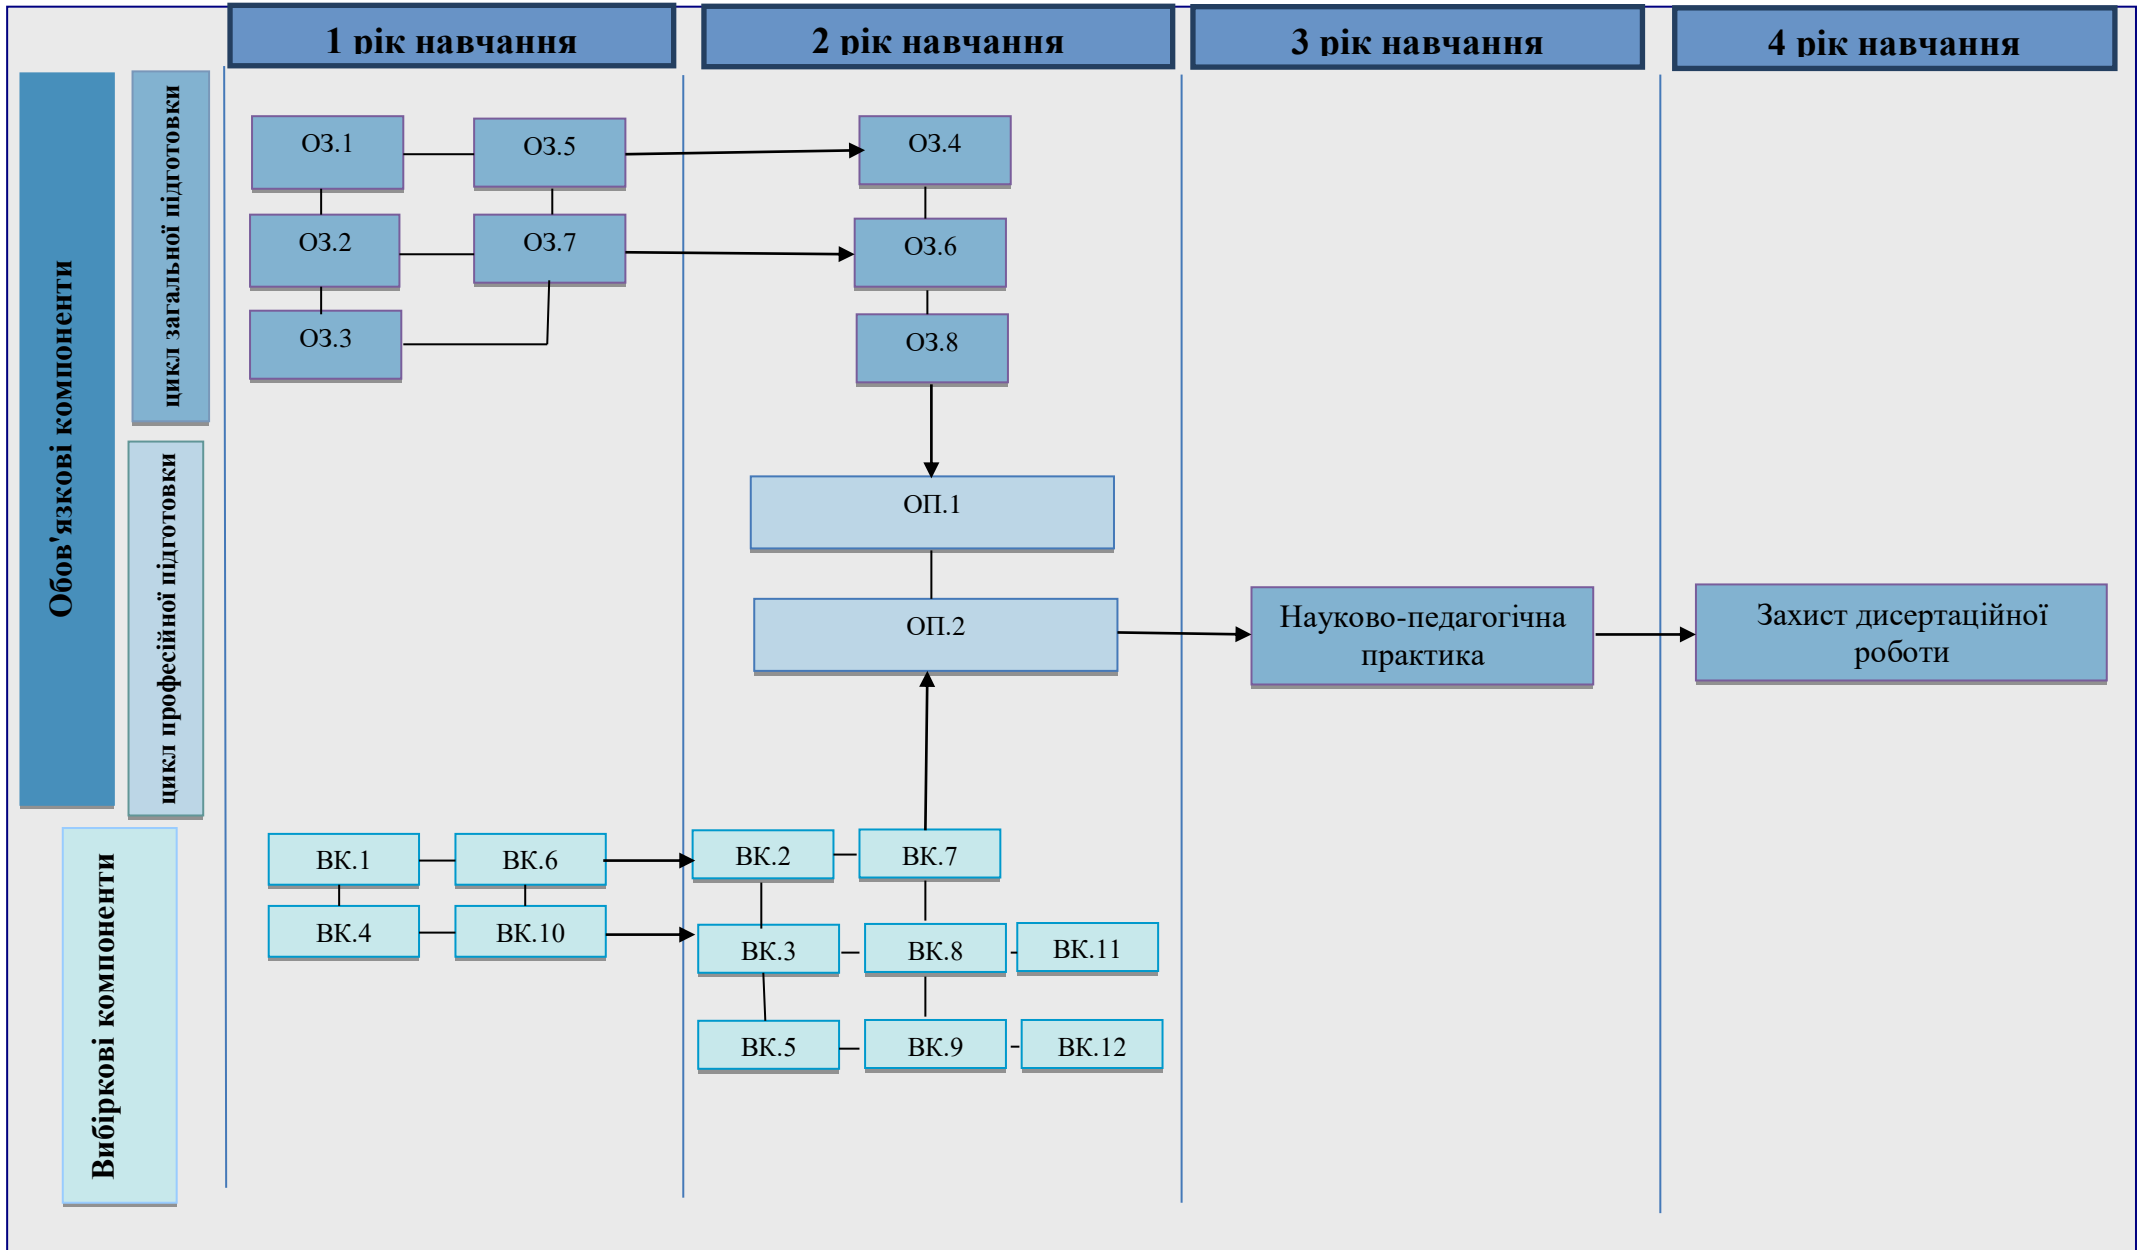 1 рік навчання
2 рік навчання
3 рік навчання
4 рік навчання
Обов'язкові компоненти
цикл загальної підготовки
ОЗ.1
ОЗ.5
ОЗ.4
ОЗ.2
ОЗ.7
ОЗ.6
ОЗ.3
ОЗ.8
цикл професійної підготовки
ОП.1
ОП.2
Науково-педагогічна
практика
Захист дисертаційної
роботи
Вибіркові компоненти
ВК.1
ВК.6
ВК.2
ВК.7
ВК.4
ВК.10
ВК.3
ВК.8
ВК.11
ВК.5
ВК.9
ВК.12